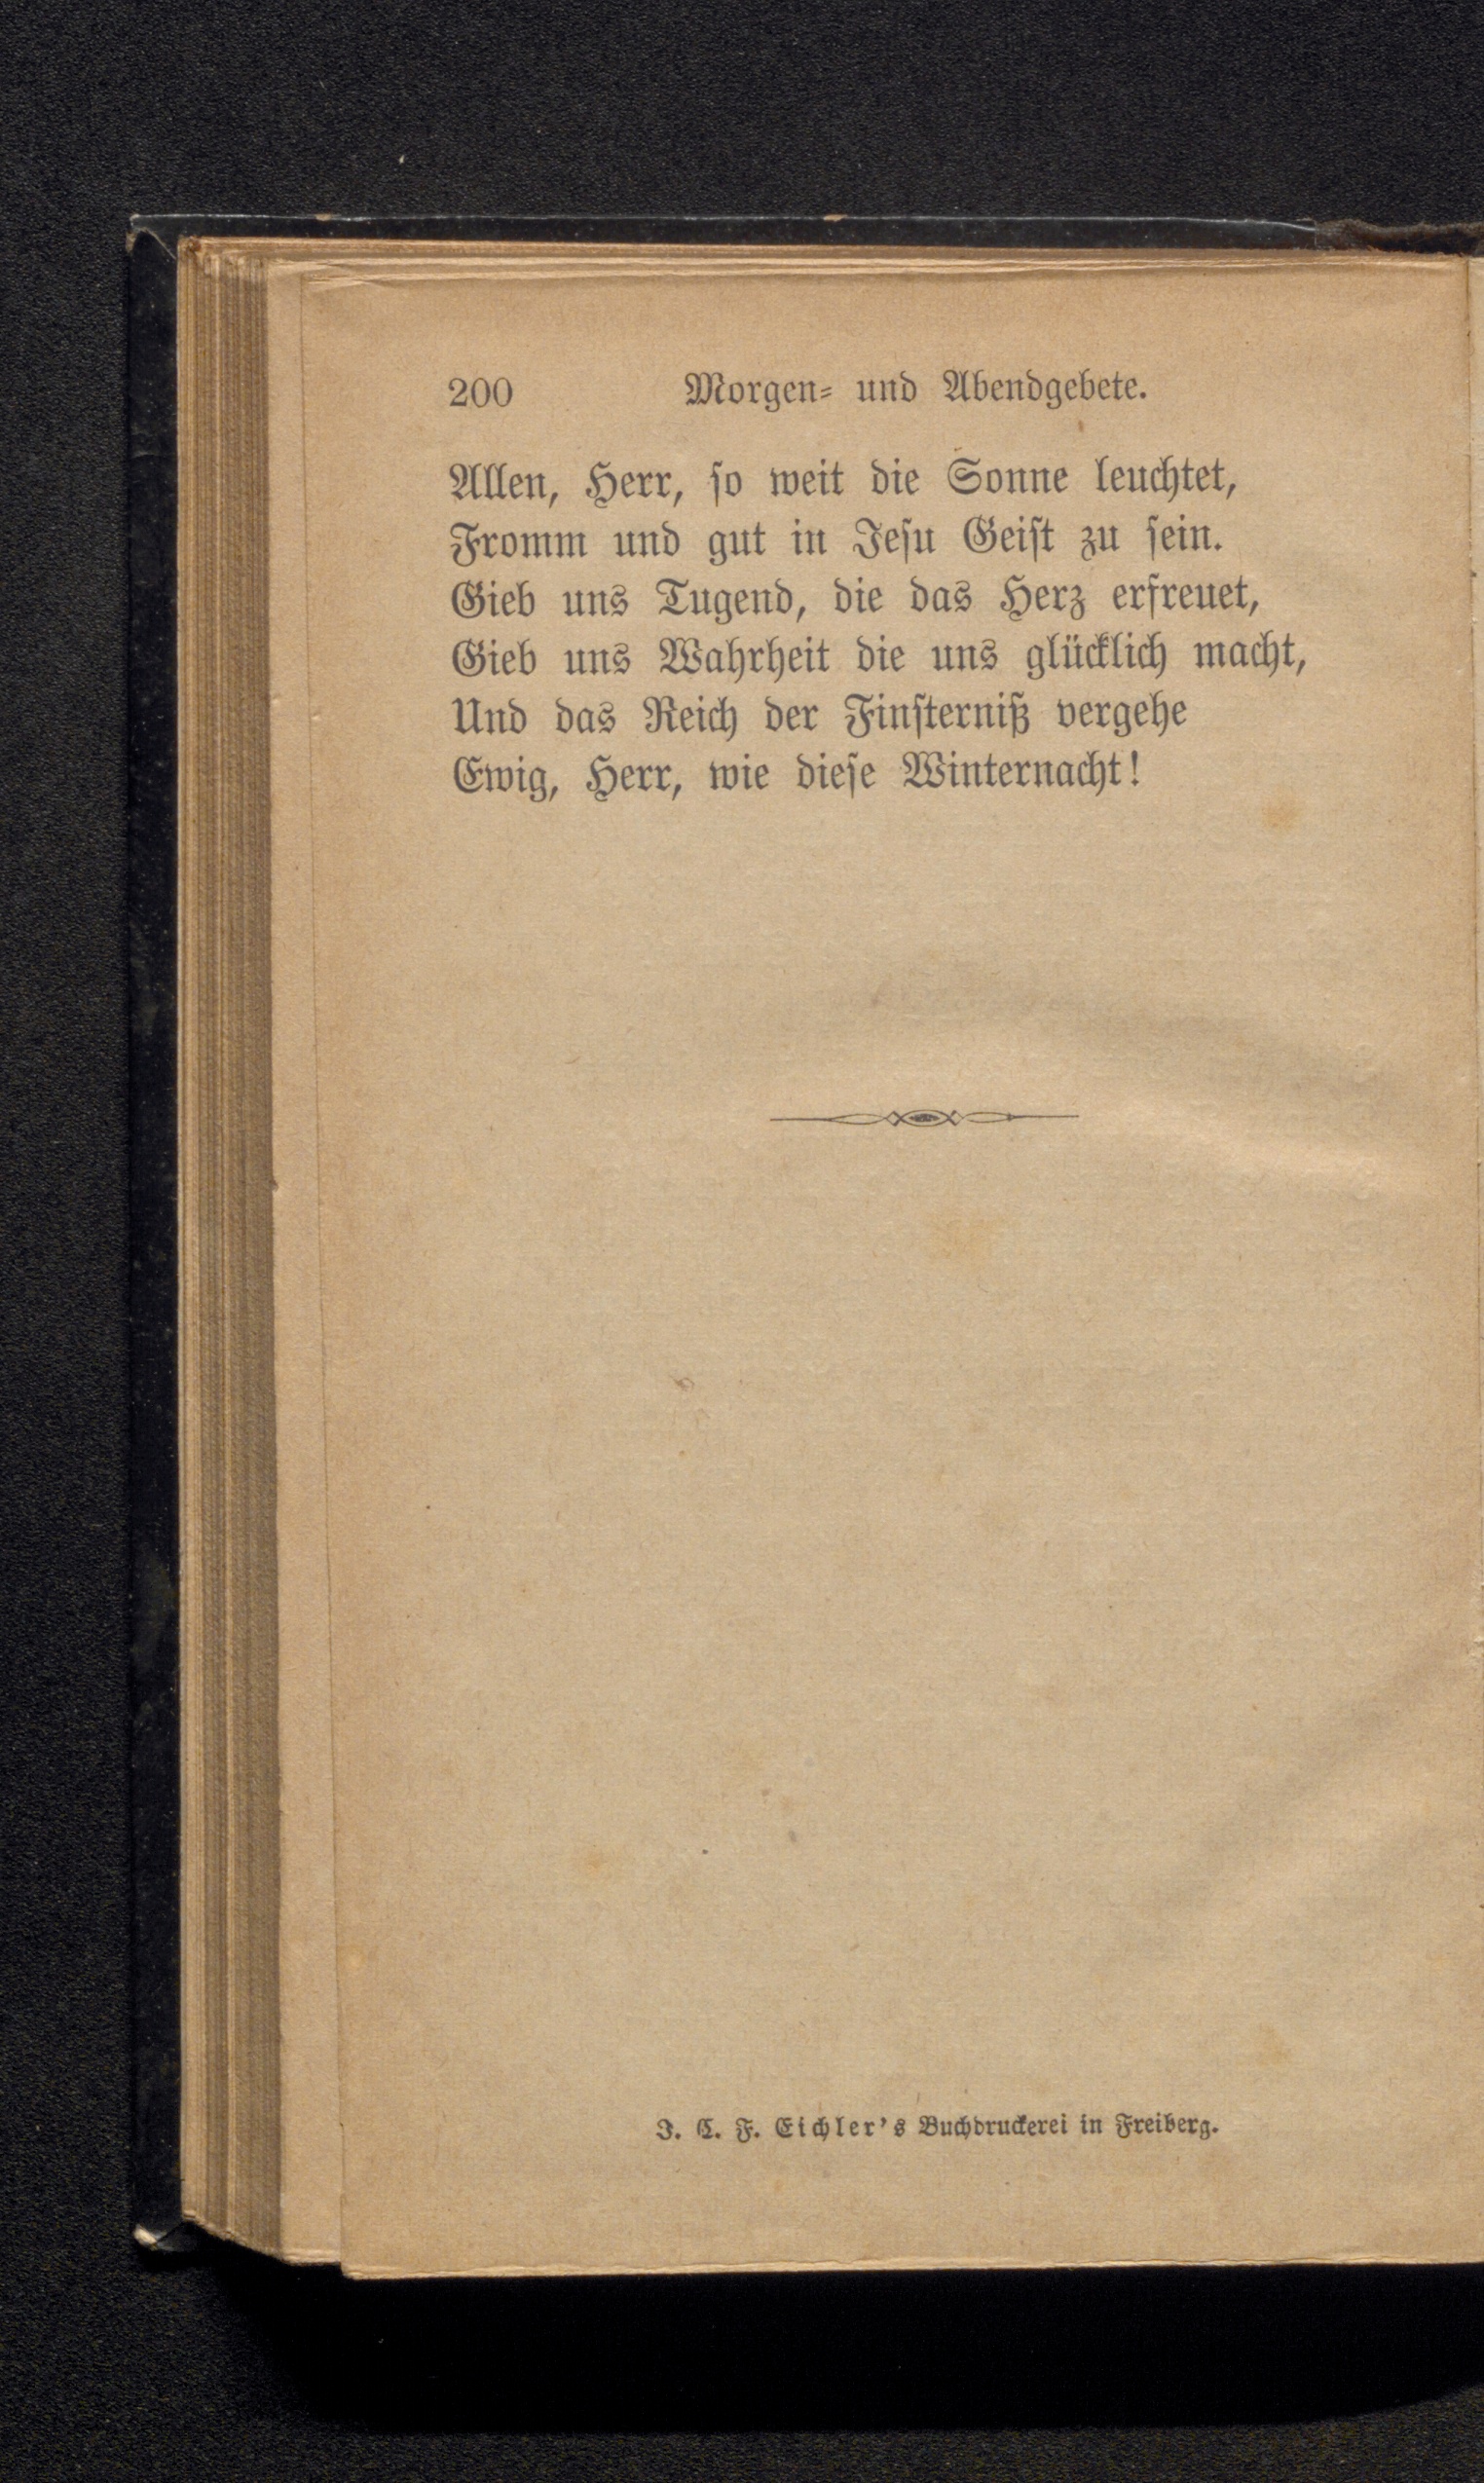 200 Morgen- und Abendgebete.
Allen, Herr, ſo weit die Sonne leuchtet,
Fromm und gut in Jeſu Geiſt zu ſein.
Gieb uns Tugend, die das Herz erfreuet,
Gieb uns Wahrheit die uns glücklich macht,
Und das Reich der Finſterniß vergehe
Ewig, Herr, wie dieſe Winternacht!
J. C. F. Eichler's Buchdruckerei in Freiberg.